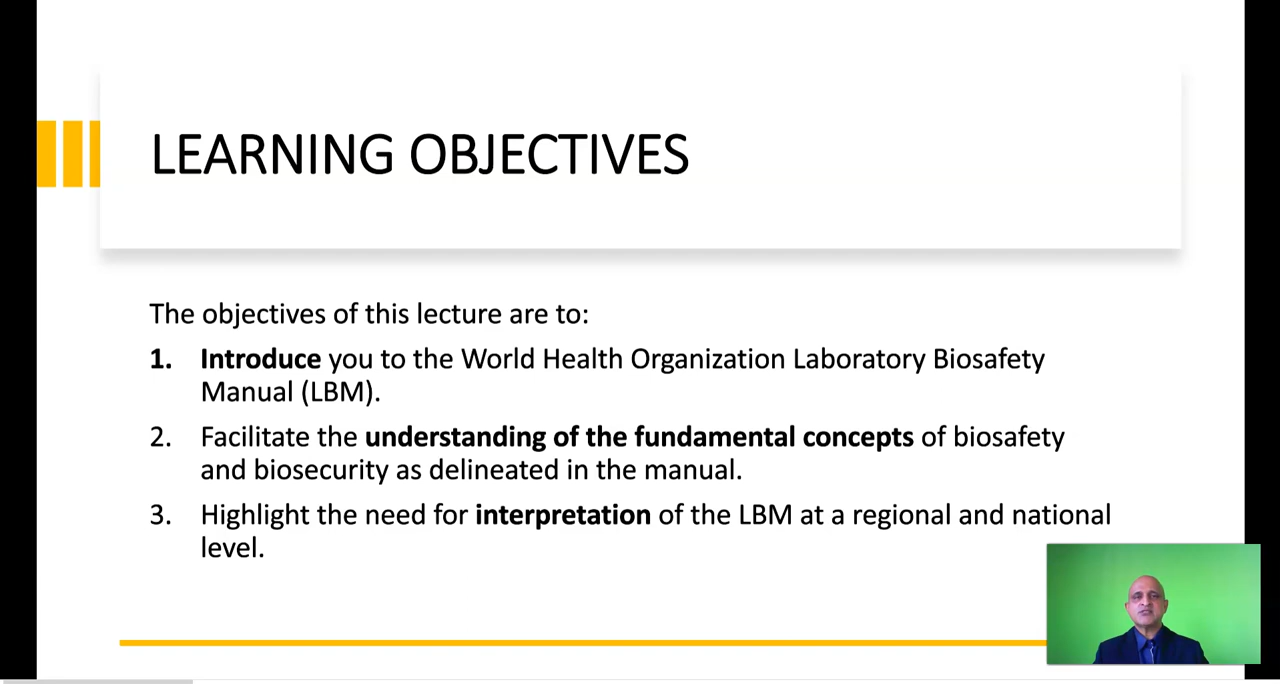 LEARNING OBJECTIVES
The objectives of this lecture are to:
1. Introduce you to the World Health Organization Laboratory Biosafety
Manual (LBM).
2. Facilitate the understanding of the fundamental concepts of biosafety
and biosecurity as delineated in the manual.
3. Highlight the need for interpretation of the LBM at a regional and national
level.